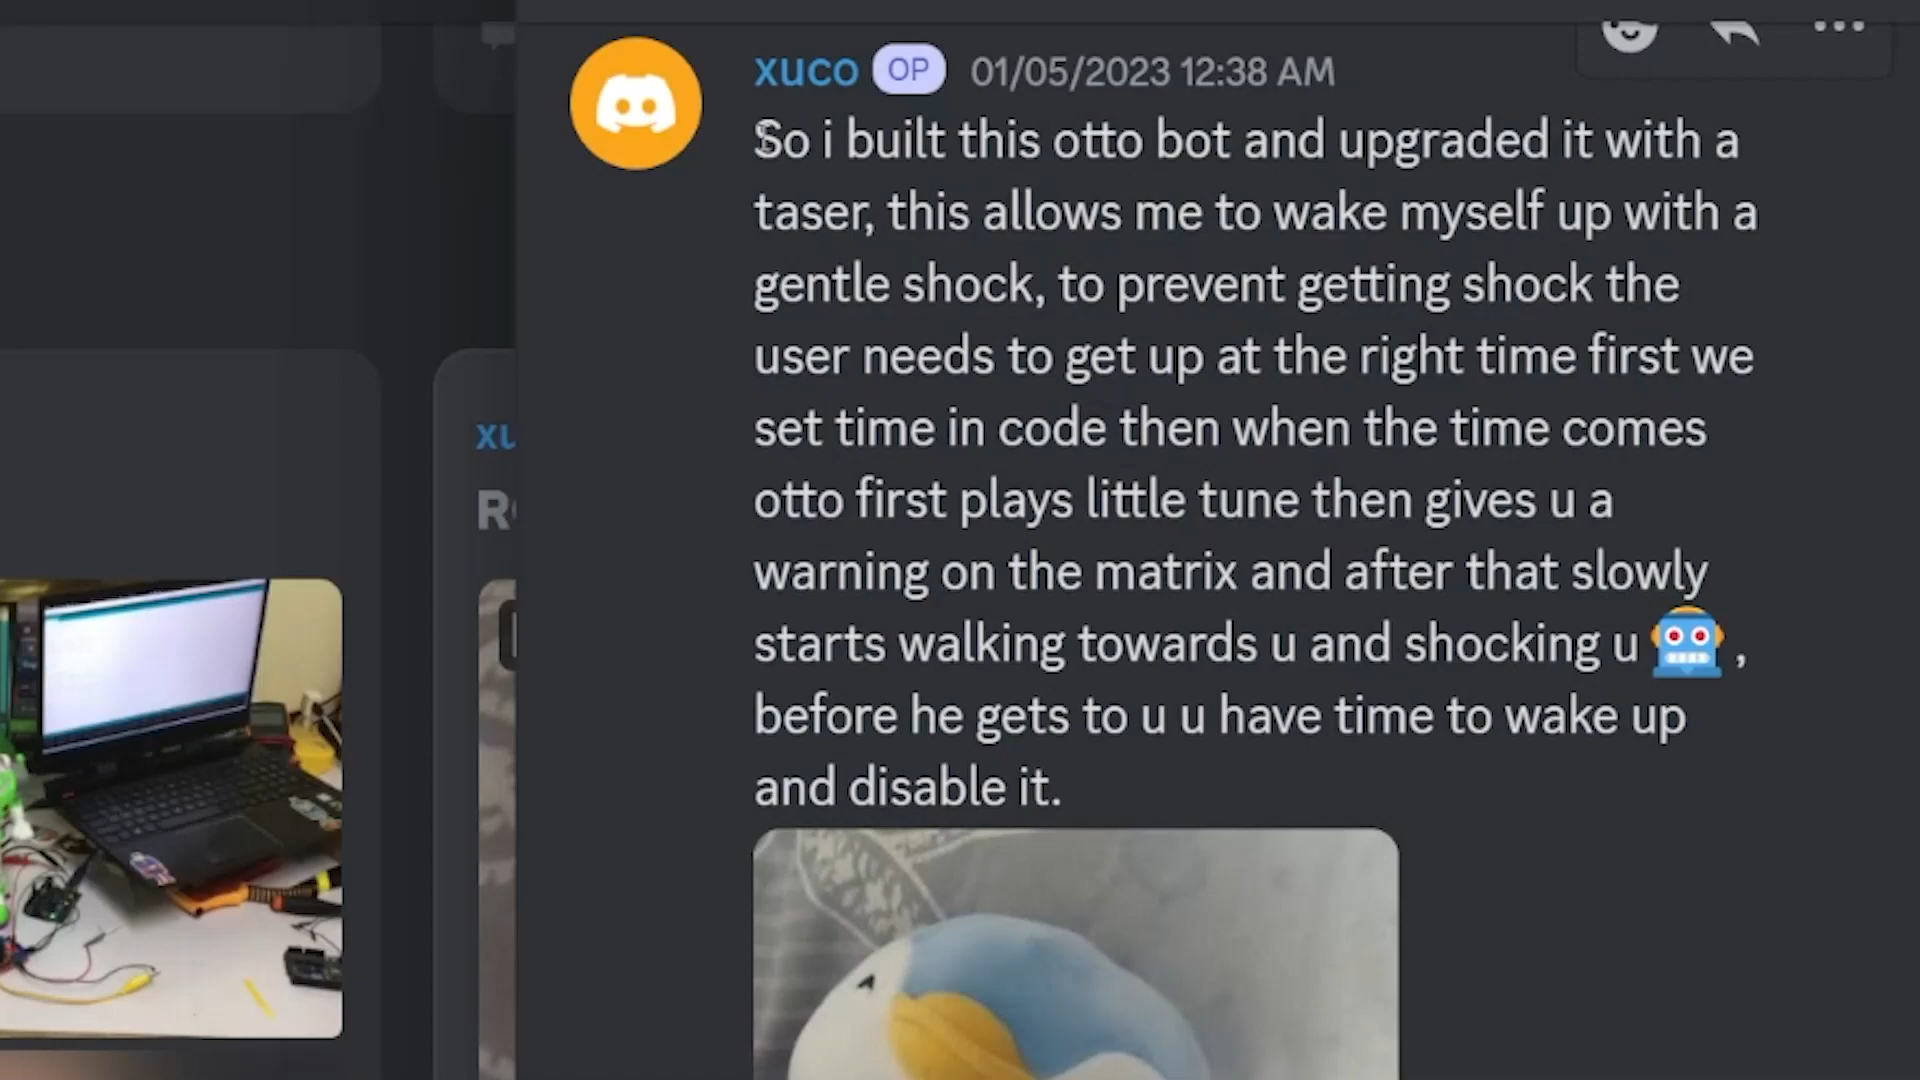 xuco OP 01/05/2023 12:38 AM
So i built this otto bot and upgraded it with a
taser, this allows me to wake myself up with a
gentle shock, to prevent getting shock the
user needs to get up at the right time first we
set time in code then when the time comes
otto first plays little tune then gives u a
warning on the matrix and after that slowly
starts walking towards u and shocking u 🤖 ,
before he gets to u u have time to wake up
and disable it.